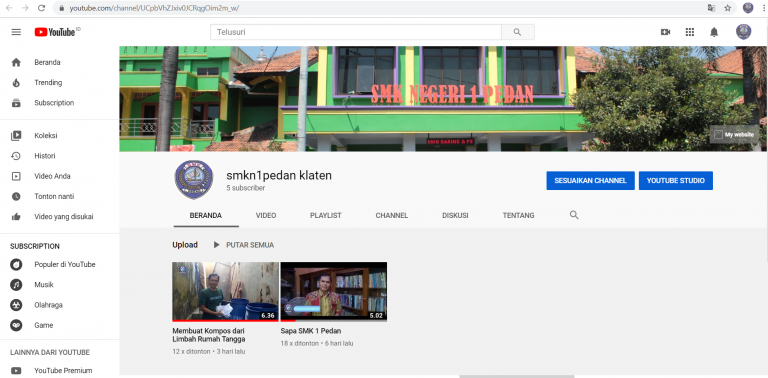 youtube.com/channel/UCpbVhZJxiv0JCRqgOim2m_w/
YouTube ID
Telusuri
Beranda
Trending
Subscription
Koleksi
Histori
Video Anda
Tonton nanti
Video yang disukai
SUBSCRIPTION
Populer di YouTube
Musik
Olahraga
Game
LAINNYA DARI YOUTUBE
YouTube Premium
SMK NEGERI 1 PEDAN
My website
smkn1pedan klaten
5 subscriber
SESUAIKAN CHANNEL
YOUTUBE STUDIO
BERANDA
VIDEO
PLAYLIST
CHANNEL
DISKUSI
TENTANG
Upload
PUTAR SEMUA
6.36
5.02
Membuat Kompos dari
Limbah Rumah Tangga
12 x ditonton • 3 hari lalu
Sapa SMK 1 Pedan
18 x ditonton • 6 hari lalu